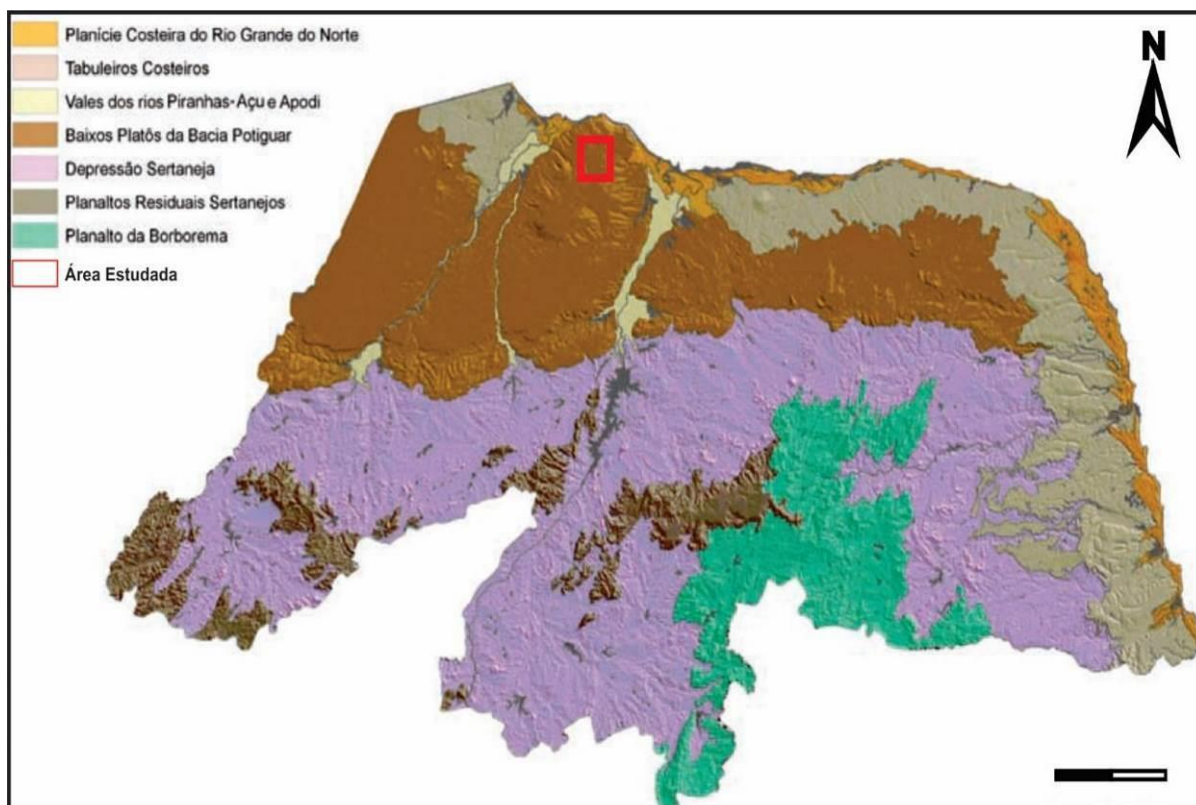 Planície Costeira do Rio Grande do Norte
Tabuleiros Costeiros
Vales dos rios Piranhas-Açu e Apodi
Baixos Platôs da Bacia Potiguar
Depressão Sertaneja
Planaltos Residuais Sertanejos
Planalto da Borborema
Área Estudada
N